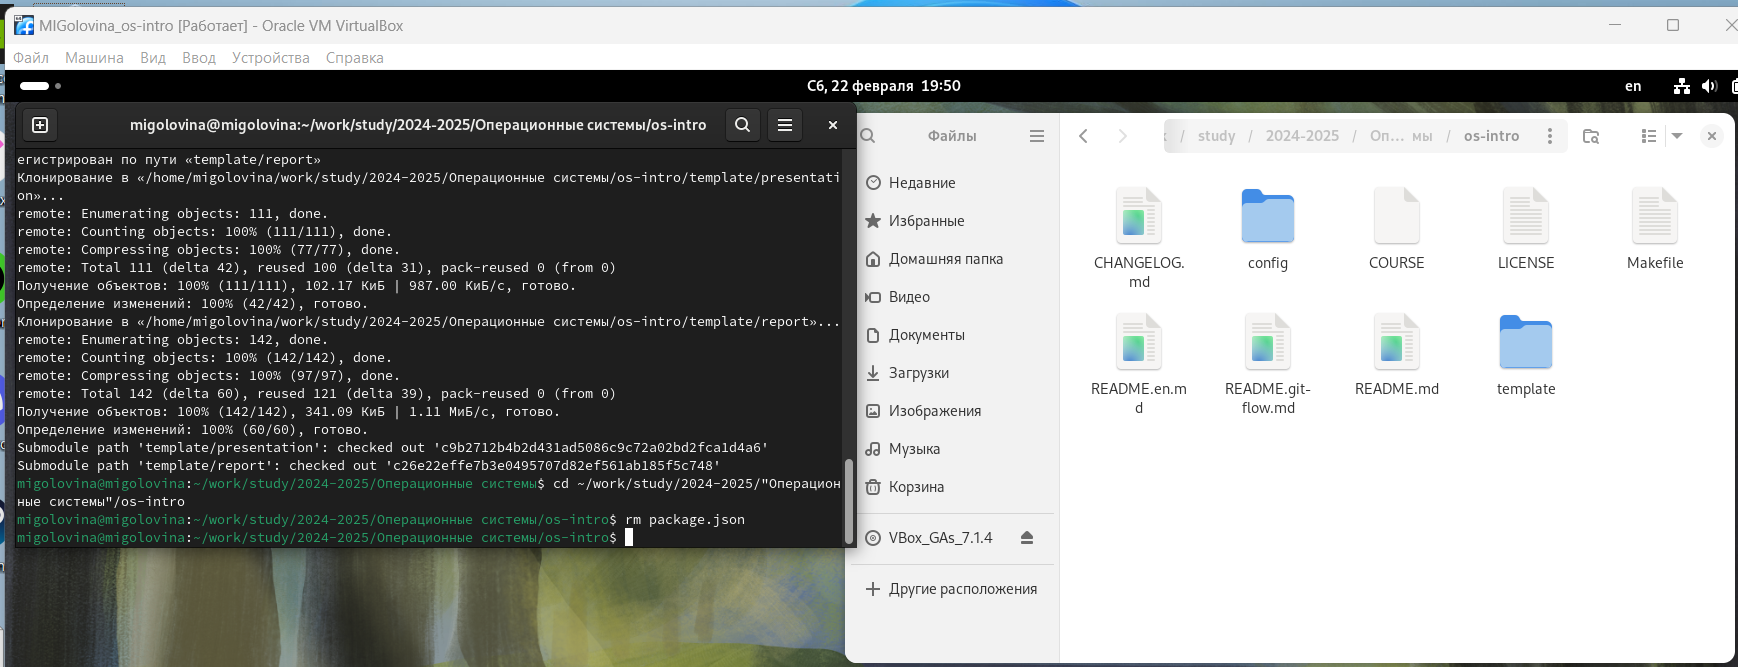 MIGolovina_os-intro [Работает] - Oracle VM VirtualBox
Файл Машина Вид Ввод Устройства Справка
Сб, 22 февраля 19:50
en
migolovina@migolovina:~/work/study/2024-2025/Операционные системы/os-intro
егистрирован по пути «template/report»
Клонирование в «/home/migolovina/work/study/2024-2025/Операционные системы/os-intro/template/presentati
on»...
remote: Enumerating objects: 111, done.
remote: Counting objects: 100% (111/111), done.
remote: Compressing objects: 100% (77/77), done.
remote: Total 111 (delta 42), reused 100 (delta 31), pack-reused 0 (from 0)
Получение объектов: 100% (111/111), 102.17 КиБ | 987.00 КиБ/с, готово.
Определение изменений: 100% (42/42), готово.
Клонирование в «/home/migolovina/work/study/2024-2025/Операционные системы/os-intro/template/report»...
remote: Enumerating objects: 142, done.
remote: Counting objects: 100% (142/142), done.
remote: Compressing objects: 100% (97/97), done.
remote: Total 142 (delta 60), reused 121 (delta 39), pack-reused 0 (from 0)
Получение объектов: 100% (142/142), 341.09 КиБ | 1.11 МиБ/с, готово.
Определение изменений: 100% (60/60), готово.
Submodule path 'template/presentation': checked out 'c9b2712b4b2d431ad5086c9c72a02bd2fca1d4a6'
Submodule path 'template/report': checked out 'c26e22effe7b3e0495707d82ef561ab185f5c748'
migolovina@migolovina:~/work/study/2024-2025/Операционные системы$ cd ~/work/study/2024-2025/"Операцион
ные системы"/os-intro
migolovina@migolovina:~/work/study/2024-2025/Операционные системы/os-intro$ rm package.json
migolovina@migolovina:~/work/study/2024-2025/Операционные системы/os-intro$
Файлы
Недавние
Избранные
Домашняя папка
Видео
Документы
Загрузки
Изображения
Музыка
Корзина
VBox_GAs_7.1.4
Другие расположения
/ study / 2024-2025 / Оп... мы / os-intro
CHANGELOG.
md
config
COURSE
LICENSE
Makefile
README.en.m
d
README.git-
flow.md
README.md
template